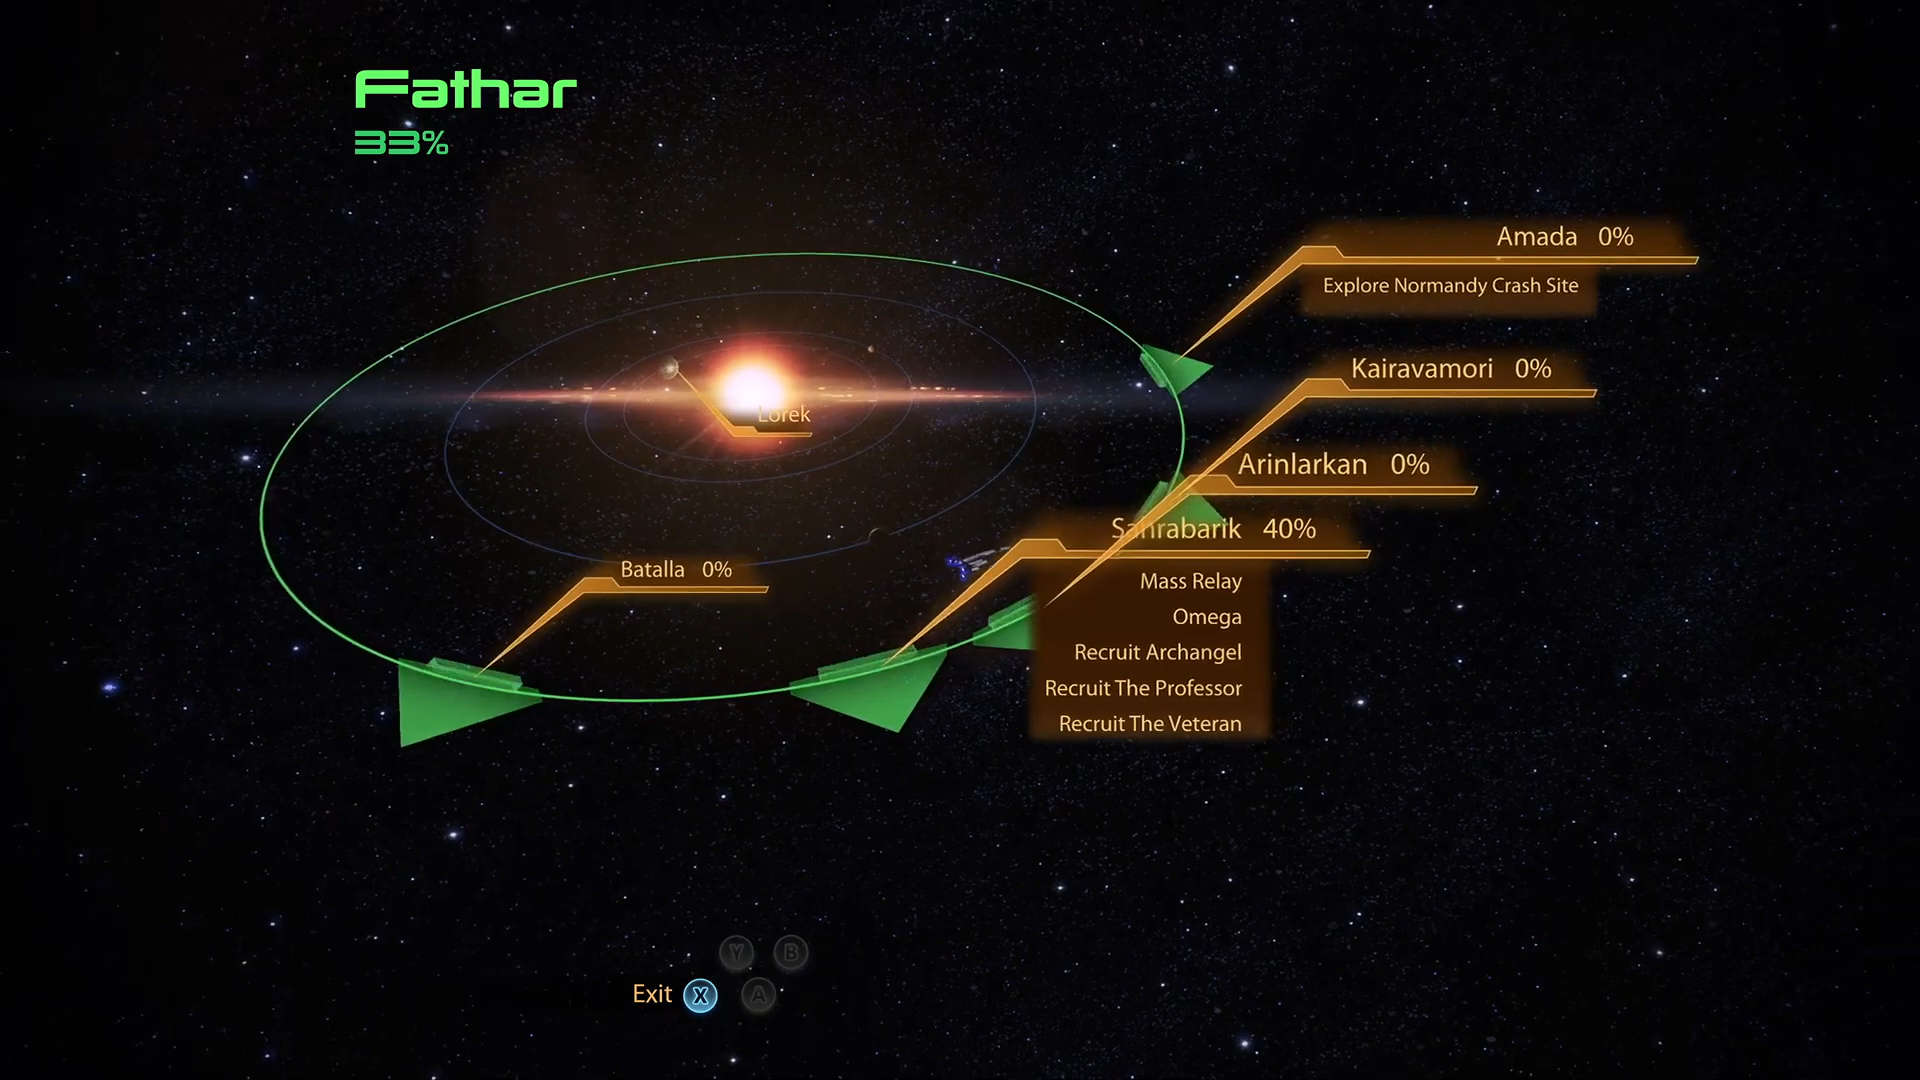 Fathar
33%
Amada 0%
Explore Normandy Crash Site
Kairavamori 0%
Lorek
Arinlarkan 0%
Sahrabarik 40%
Batalla 0%
Mass Relay
Omega
Recruit Archangel
Recruit The Professor
Recruit The Veteran
Y B
Exit X A